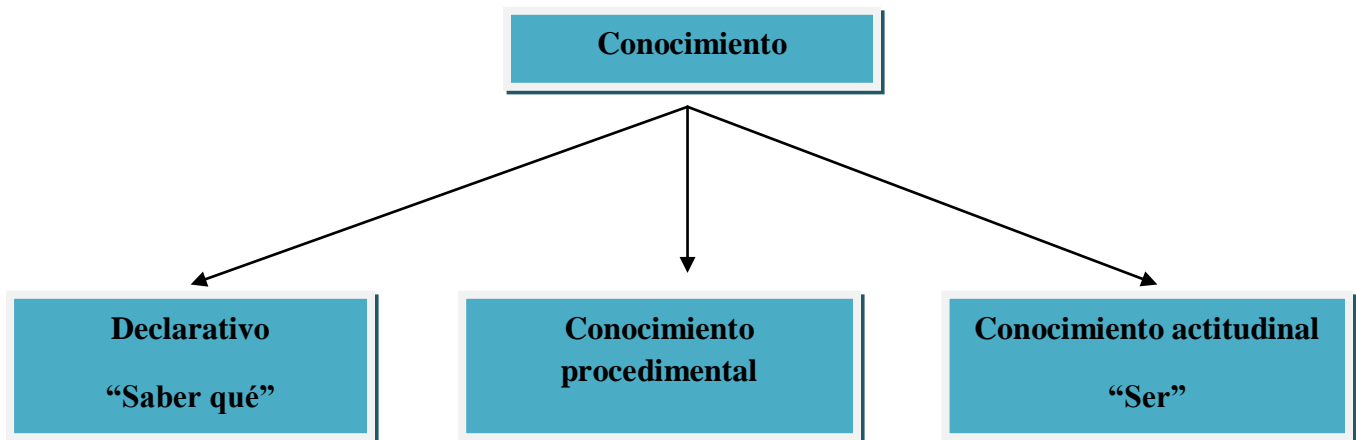 Conocimiento
Declarativo
“Saber qué”
Conocimiento
procedimental
Conocimiento actitudinal
“Ser”